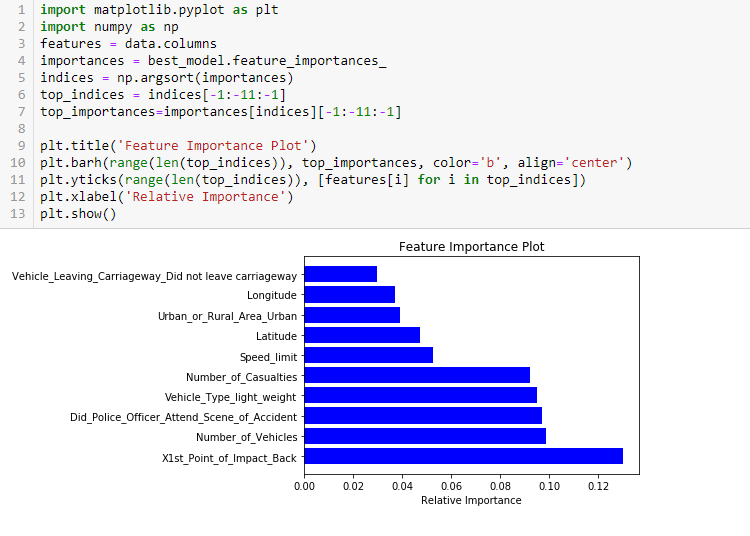 1 import matplotlib.pyplot as plt
2 import numpy as np
3 features = data.columns
4 importances = best_model.feature_importances_
5 indices = np.argsort(importances)
6 top_indices = indices[-1:-11:-1]
7 top_importances=importances[indices][-1:-11:-1]
8
9 plt.title('Feature Importance Plot')
10 plt.barh(range(len(top_indices)), top_importances, color='b', align='center')
11 plt.yticks(range(len(top_indices)), [features[i] for i in top_indices])
12 plt.xlabel('Relative Importance')
13 plt.show()
Feature Importance Plot
Vehicle_Leaving_Carriageway_Did not leave carriageway
Longitude
Urban_or_Rural_Area_Urban
Latitude
Speed_limit
Number_of_Casualties
Vehicle_Type_light_weight
Did_Police_Officer_Attend_Scene_of_Accident
Number_of_Vehicles
X1st_Point_of_Impact_Back
0.00 0.02 0.04 0.06 0.08 0.10 0.12
Relative Importance